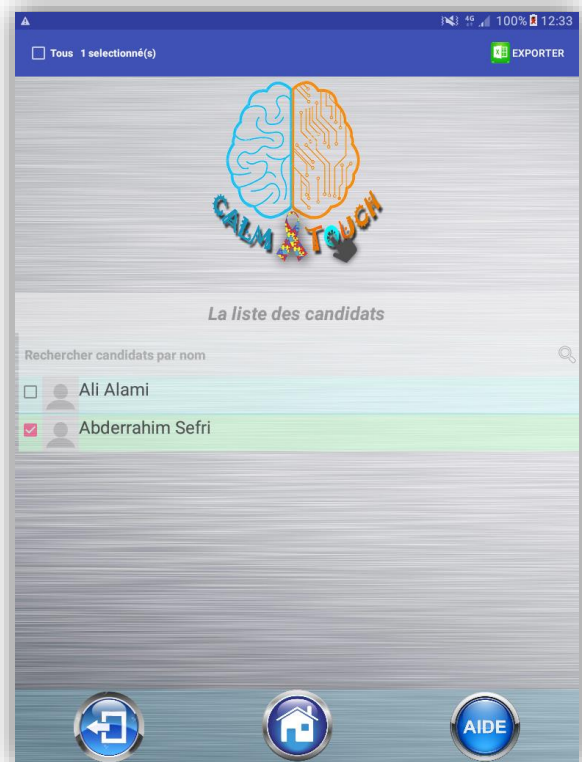 4G 100% 12:33
Tous 1 selectionné(s)
EXPORTER
CALM A TOUCH
La liste des candidats
Rechercher candidats par nom
Ali Alami
Abderrahim Sefri
AIDE